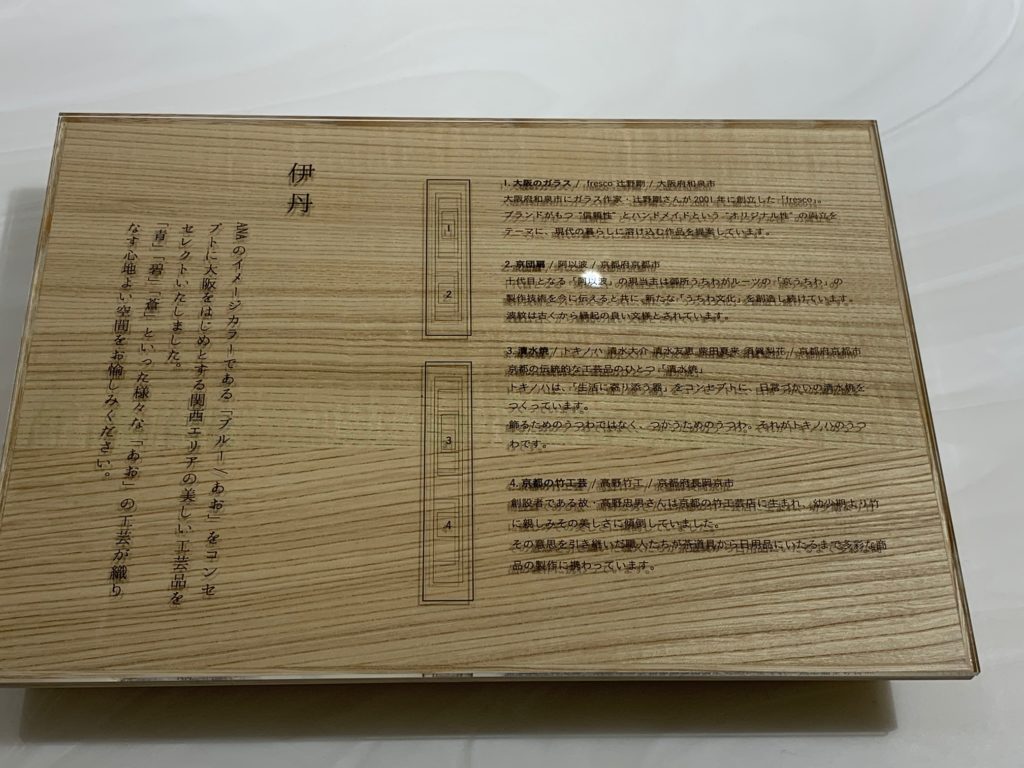 伊丹
ANAのイメージカラーである「ブルー（あお）」をコンセ
プトに大阪をはじめとする関西エリアの美しい工芸品を
セレクトいたしました。
「青」「碧」「蒼」といった様々な「あお」の工芸が織り
なす心地よい空間をお愉しみください。
1
2
3
4
1. 大阪のガラス / fresco 辻野剛 / 大阪府和泉市
大阪府和泉市にガラス作家・辻野剛さんが2001年に創立した「fresco」。
ブランドがもつ“信頼性”とハンドメイドという“オリジナル性”の両立を
テーマに、現代の暮らしに溶け込む作品を提案しています。
2. 京団扇 / 阿以波 / 京都府京都市
十代目となる「阿以波」の現当主は御所うちわがルーツの「京うちわ」の
製作技術を今に伝えると共に、新たな「うちわ文化」を創造し続けています。
波紋は古くから縁起の良い文様とされています。
3. 清水焼 / トキノハ 清水大介 清水友恵 柴田夏来 須賀梨花 / 京都府京都市
京都の伝統的な工芸品のひとつ「清水焼」
トキノハは、「生活に寄り添う器」をコンセプトに、日常づかいの清水焼を
つくっています。
飾るためのうつわではなく、つかうためのうつわ。それがトキノハのうつ
わです。
4. 京都の竹工芸 / 高野竹工 / 京都府長岡京市
創設者である故・高野忠男さんは京都の竹工芸店に生まれ、幼少期より竹
に親しみその美しさに傾倒していました。
その意思を引き継いだ職人たちが茶道具から日用品にいたるまで多彩な商
品の製作に携わっています。